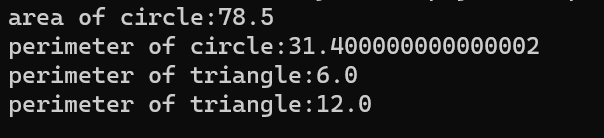 area of circle:78.5
perimeter of circle:31.400000000000002
perimeter of triangle:6.0
perimeter of triangle:12.0